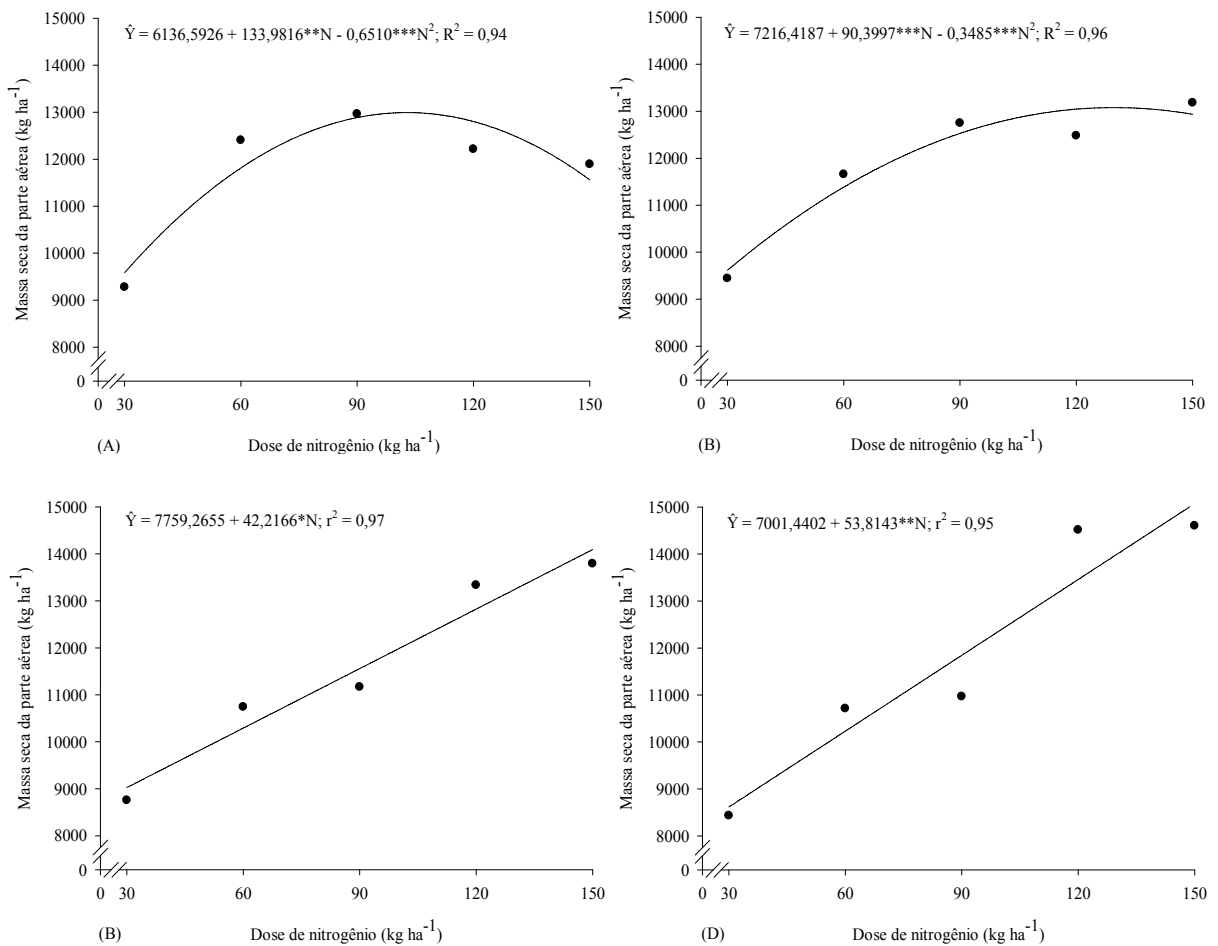 Ŷ = 6136,5926 + 133,9816**N - 0,6510***N²; R² = 0,94
Massa seca da parte aérea (kg ha⁻¹)
15000
14000
13000
12000
11000
10000
9000
8000
0
0 30 60 90 120 150
(A) Dose de nitrogênio (kg ha⁻¹)
Ŷ = 7216,4187 + 90,3997***N - 0,3485***N²; R² = 0,96
Massa seca da parte aérea (kg ha⁻¹)
15000
14000
13000
12000
11000
10000
9000
8000
0
0 30 60 90 120 150
(B) Dose de nitrogênio (kg ha⁻¹)
Ŷ = 7759,2655 + 42,2166*N; r² = 0,97
Massa seca da parte aérea (kg ha⁻¹)
15000
14000
13000
12000
11000
10000
9000
8000
0
0 30 60 90 120 150
(B) Dose de nitrogênio (kg ha⁻¹)
Ŷ = 7001,4402 + 53,8143**N; r² = 0,95
Massa seca da parte aérea (kg ha⁻¹)
15000
14000
13000
12000
11000
10000
9000
8000
0
0 30 60 90 120 150
(D) Dose de nitrogênio (kg ha⁻¹)